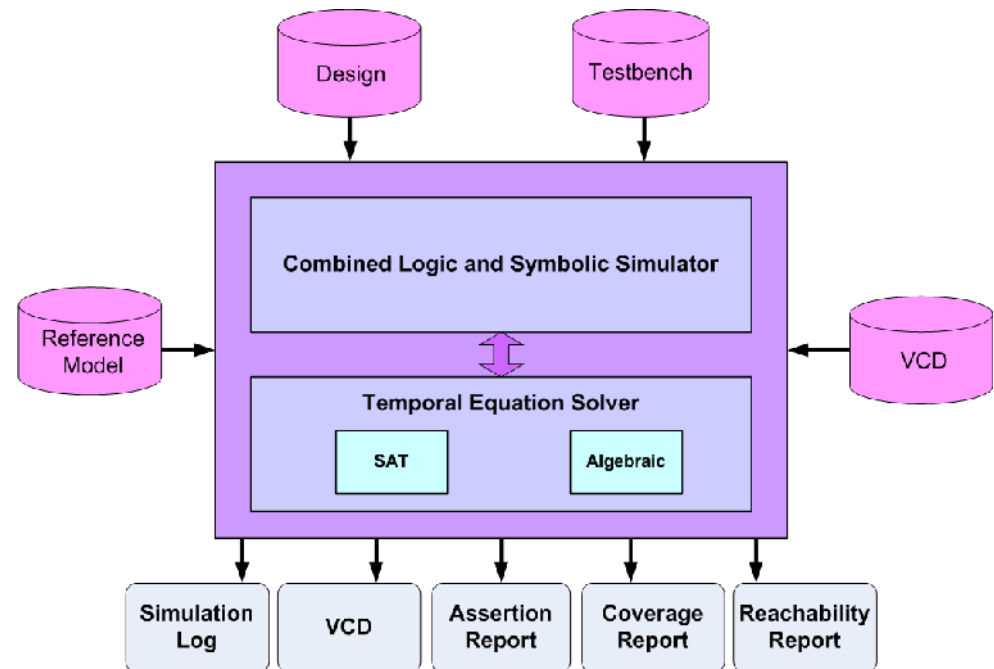 Design
Testbench
Combined Logic and Symbolic Simulator
Reference
Model
VCD
Temporal Equation Solver
SAT
Algebraic
Simulation
Log
VCD
Assertion
Report
Coverage
Report
Reachability
Report